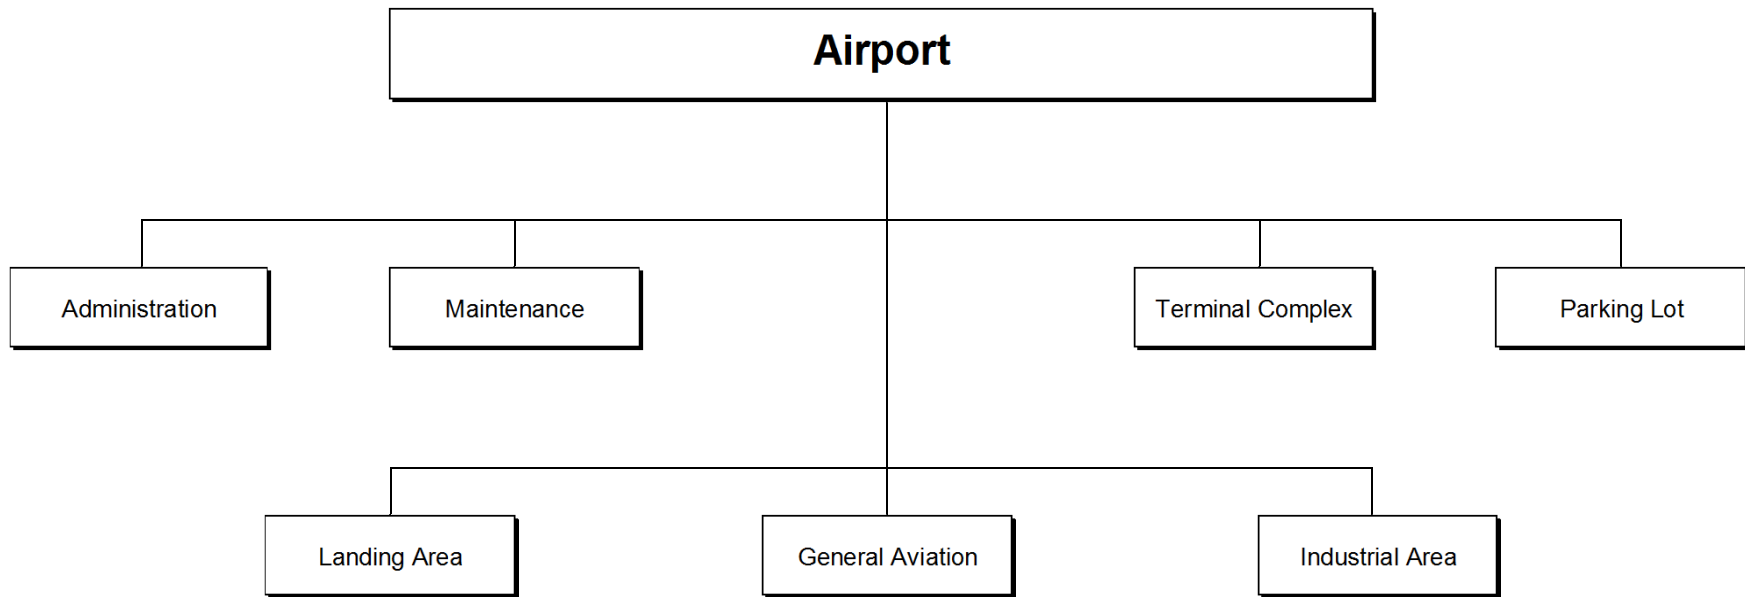 Airport
Administration
Maintenance
Terminal Complex
Parking Lot
Landing Area
General Aviation
Industrial Area